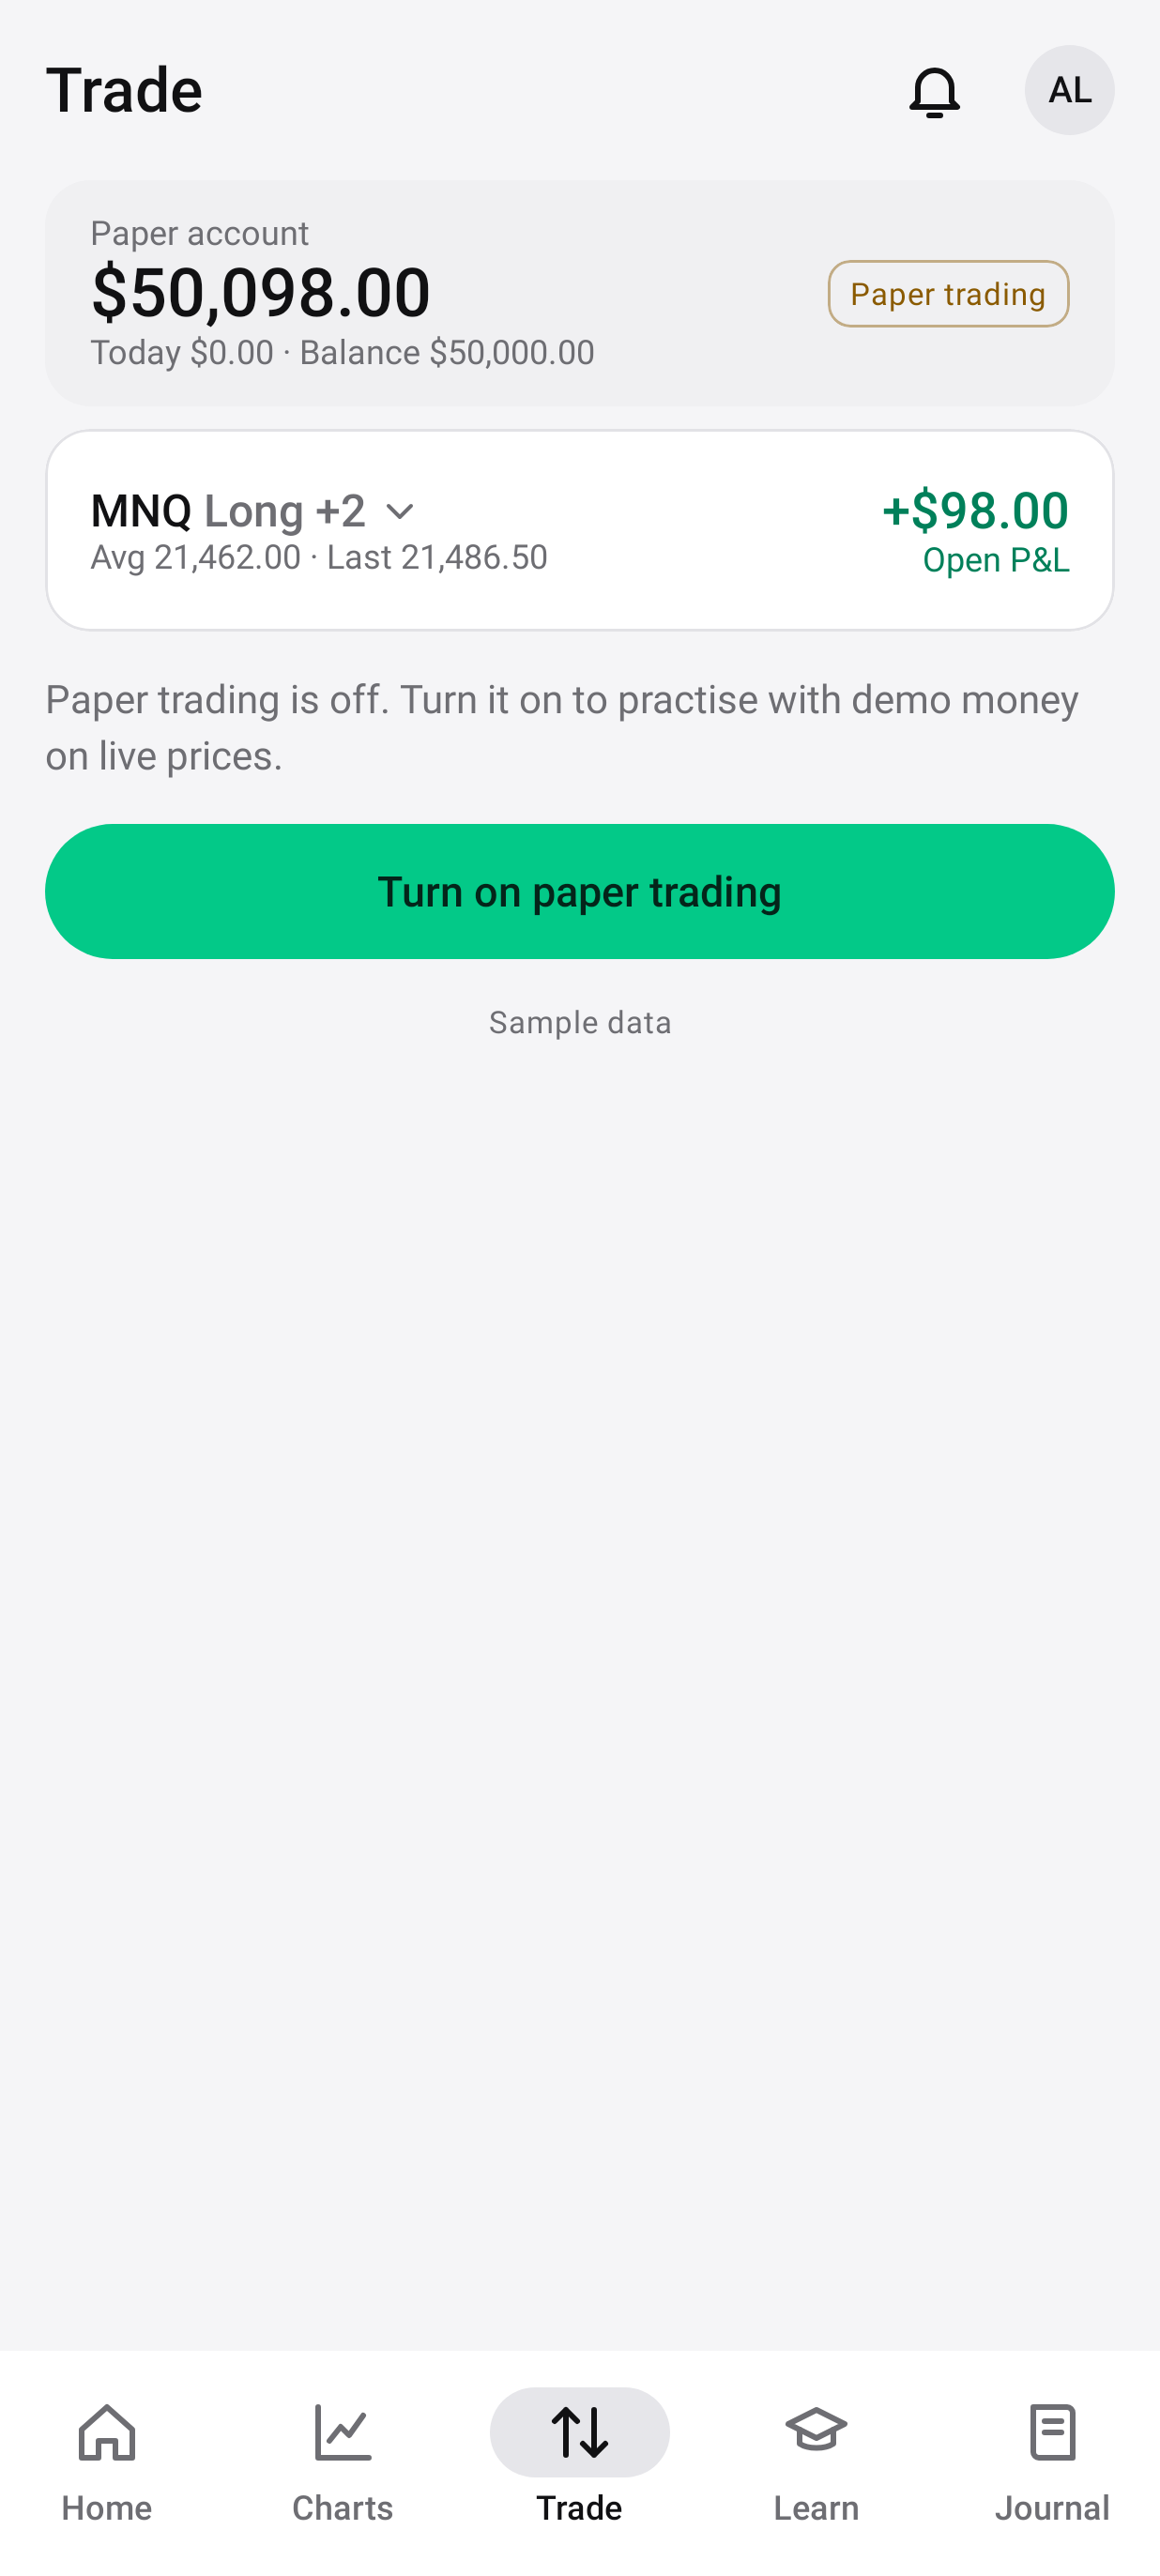 Trade
AL
Paper account
$50,098.00
Paper trading
Today $0.00 · Balance $50,000.00
MNQ Long +2
+$98.00
Avg 21,462.00 · Last 21,486.50
Open P&L
Paper trading is off. Turn it on to practise with demo money
on live prices.
Turn on paper trading
Sample data
Home
Charts
Trade
Learn
Journal